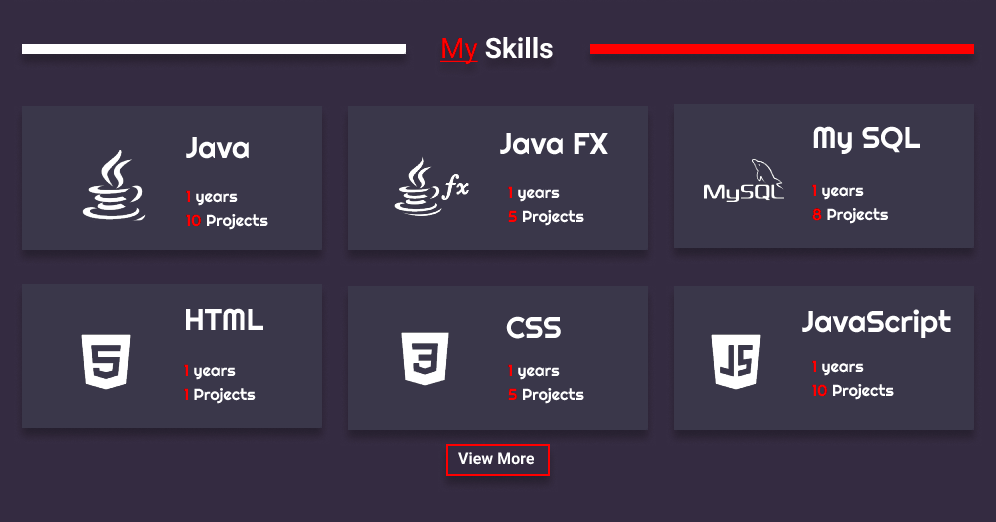 My Skills
Java
1 years
10 Projects
Java FX
fx
1 years
5 Projects
My SQL
MySQL
1 years
8 Projects
HTML
5
1 years
1 Projects
CSS
3
1 years
5 Projects
JavaScript
JS
1 years
10 Projects
View More